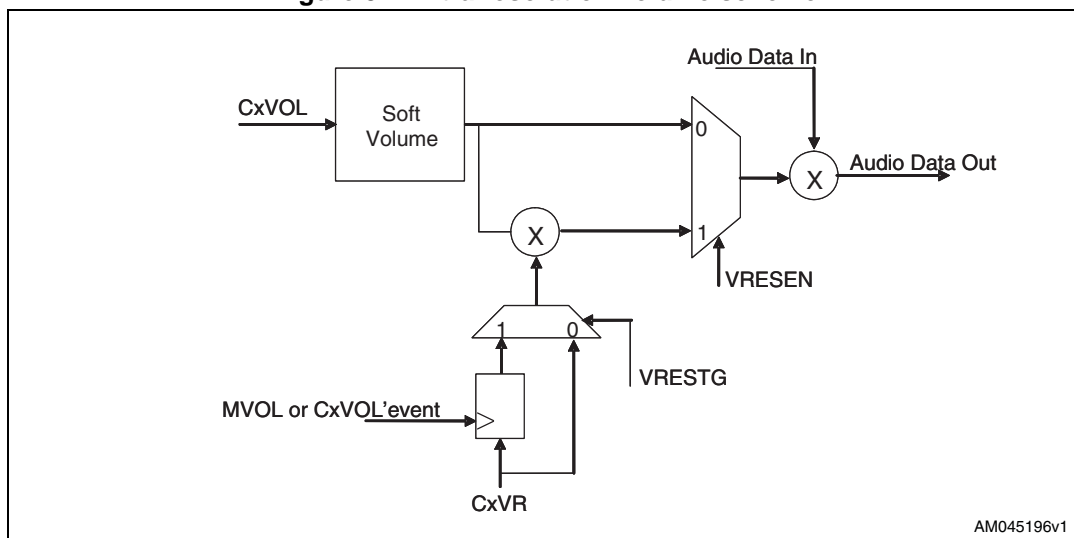 Audio Data In
CxVOL
Soft
Volume
0
X
Audio Data Out
X
1
VRESEN
1
0
VRESTG
MVOL or CxVOL'event
CxVR
AM045196v1